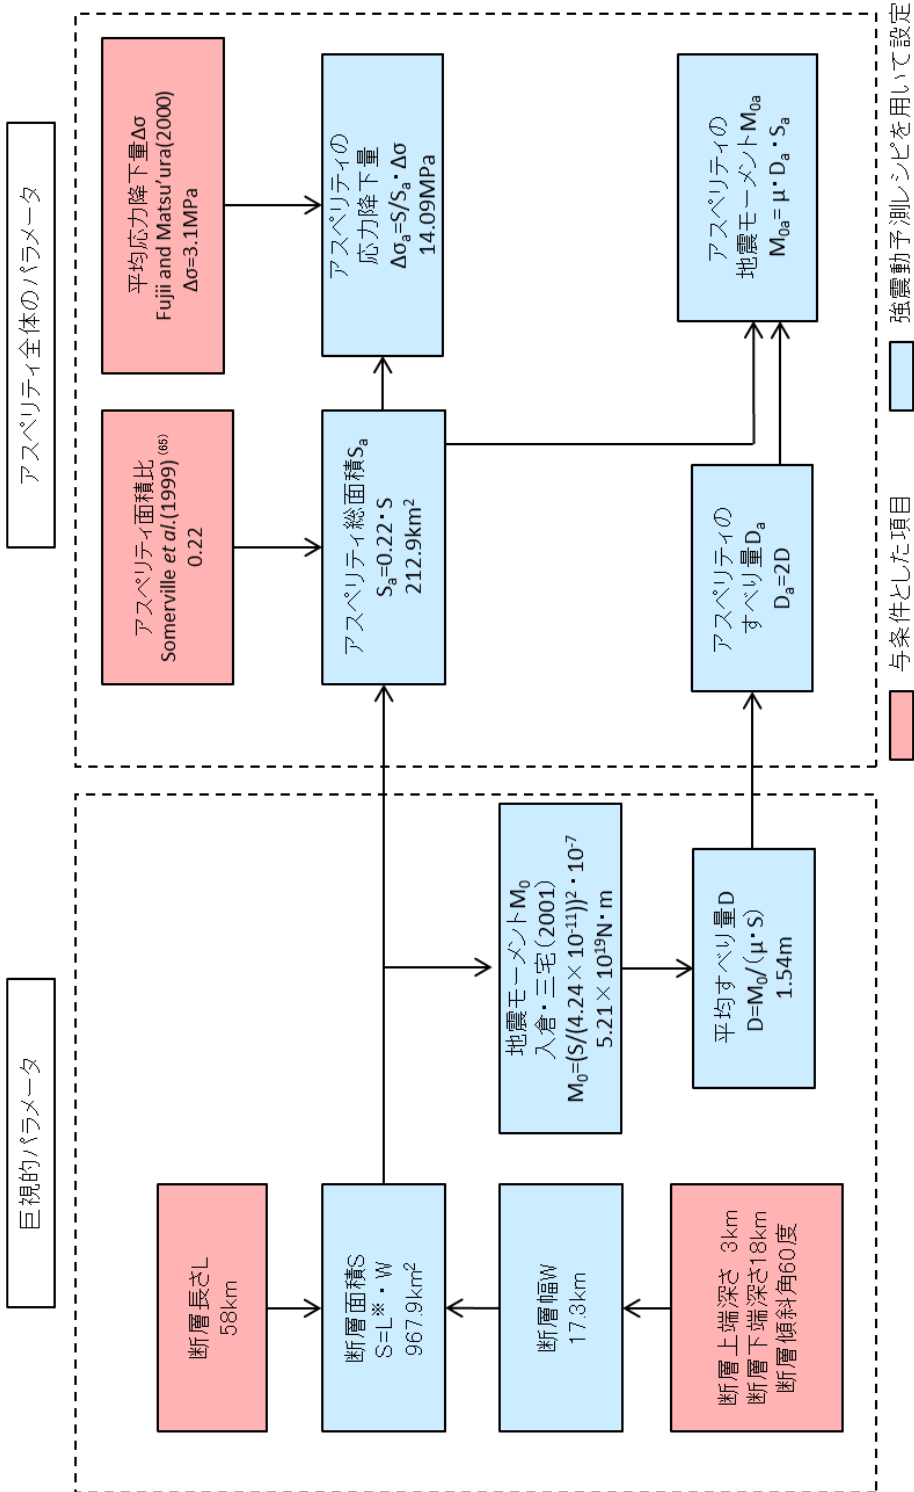 巨視的パラメータ
断層長さL
58km
断層面積S
S=L※・W
967.9km²
断層幅W
17.3km
断層上端深さ 3km
断層下端深さ18km
断層傾斜角60度
地震モーメントM₀
入倉・三宅(2001)
M₀=(S/(4.24×10⁻¹¹))²・10⁻⁷
5.21×10¹⁹N・m
平均すべり量D
D=M₀/(μ・S)
1.54m
アスペリティ全体のパラメータ
アスペリティ面積比
Somerville et al.(1999)⁽⁶⁵⁾
0.22
平均応力降下量Δσ
Fujii and Matsu'ura(2000)
Δσ=3.1MPa
アスペリティ総面積Sₐ
Sₐ=0.22・S
212.9km²
アスペリティの
応力降下量
Δσₐ=S/Sₐ・Δσ
14.09MPa
アスペリティの
すべり量Dₐ
Dₐ=2D
アスペリティの
地震モーメントM₀ₐ
M₀ₐ= μ・Dₐ・Sₐ
与条件とした項目
強震動予測レシピを用いて設定